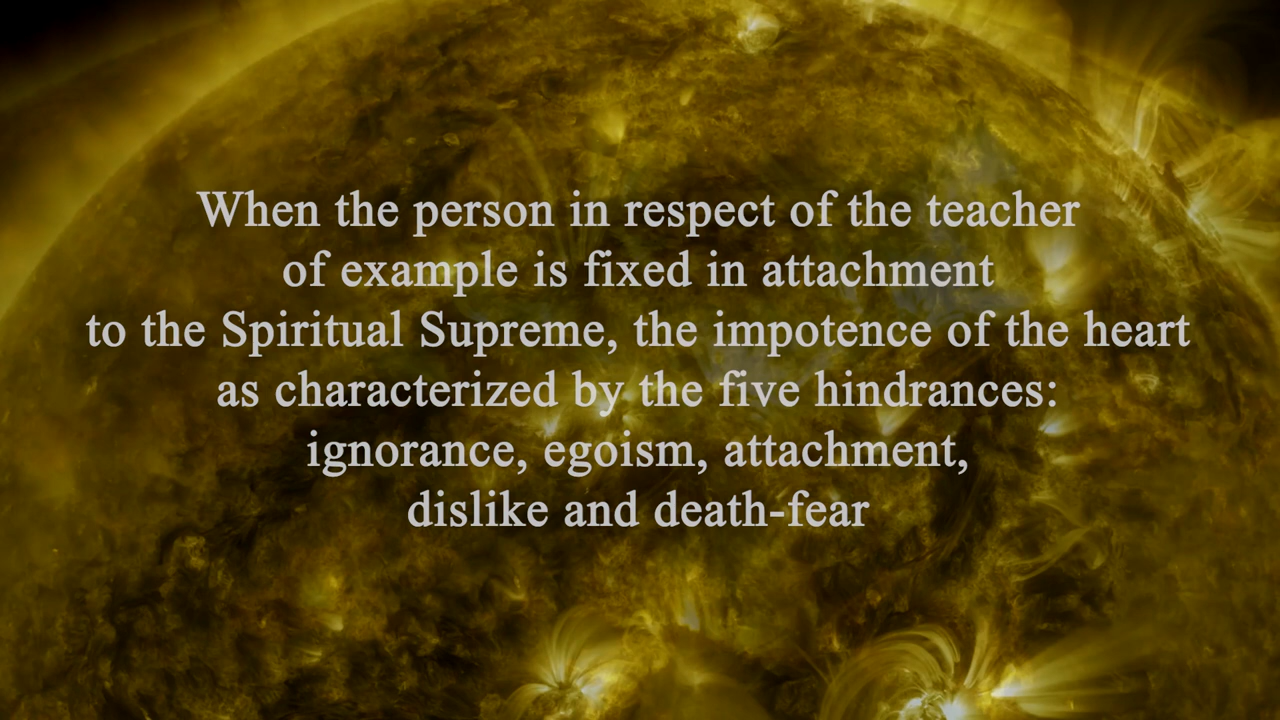 When the person in respect of the teacher
of example is fixed in attachment
to the Spiritual Supreme, the impotence of the heart
as characterized by the five hindrances:
ignorance, egoism, attachment,
dislike and death-fear